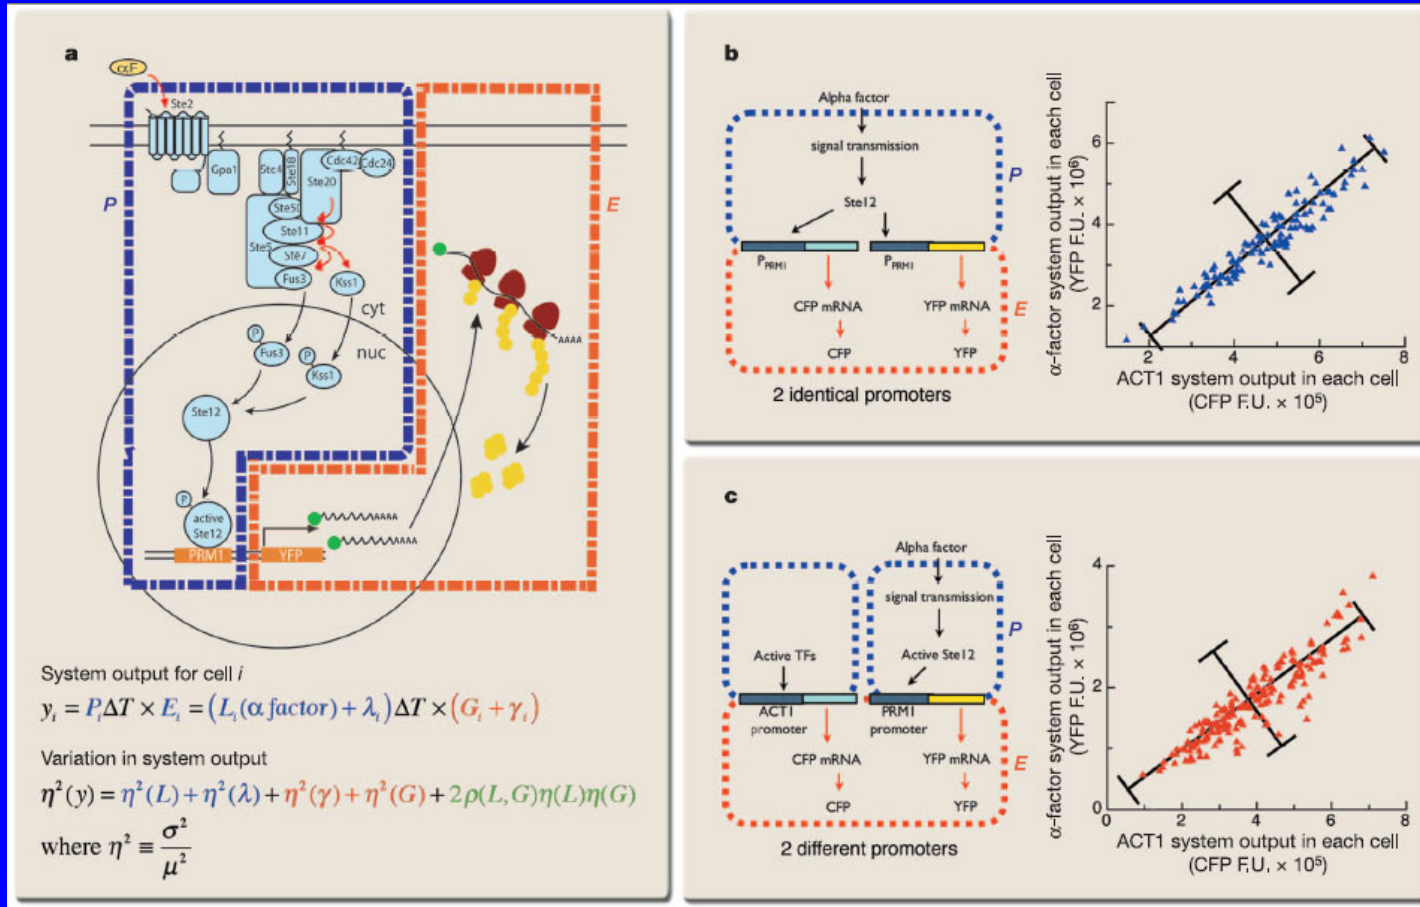 a
αF
Ste2
Gpa1
Ste4
Ste18
Cdc42
Cdc24
Ste20
P
E
Ste50
Ste11
Ste5
Ste7
Fus3
Kss1
cyt
nuc
P
Fus3
P
Kss1
AAAA
Ste12
P
active
Ste12
AAAA
AAAA
PRM1
YFP
System output for cell i
yᵢ = PᵢΔT × Eᵢ = (Lᵢ(α factor) + λᵢ)ΔT × (Gᵢ + γᵢ)
Variation in system output
η²(y) = η²(L) + η²(λ) + η²(γ) + η²(G) + 2ρ(L, G)η(L)η(G)
where η² ≡ σ²/μ²
b
Alpha factor
signal transmission
P
Ste12
P_PRM1
P_PRM1
CFP mRNA
YFP mRNA
E
CFP
YFP
2 identical promoters
α-factor system output in each cell
(YFP F.U. × 10⁶)
6
4
2
2
4
6
8
ACT1 system output in each cell
(CFP F.U. × 10⁵)
c
Alpha factor
signal transmission
P
Active TFs
Active Ste12
ACT1
promoter
PRM1
promoter
CFP mRNA
YFP mRNA
E
CFP
YFP
2 different promoters
α-factor system output in each cell
(YFP F.U. × 10⁶)
4
2
0
0
2
4
6
8
ACT1 system output in each cell
(CFP F.U. × 10⁵)